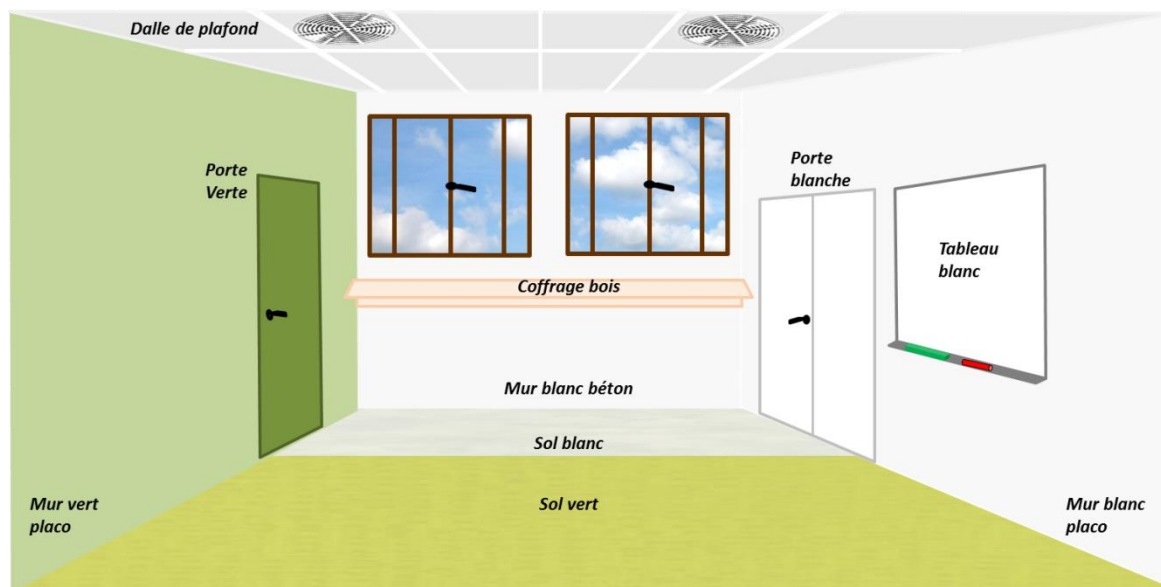 Dalle de plafond
Porte
Verte
Porte
blanche
Tableau
blanc
Coffrage bois
Mur blanc béton
Sol blanc
Mur vert
placo
Sol vert
Mur blanc
placo